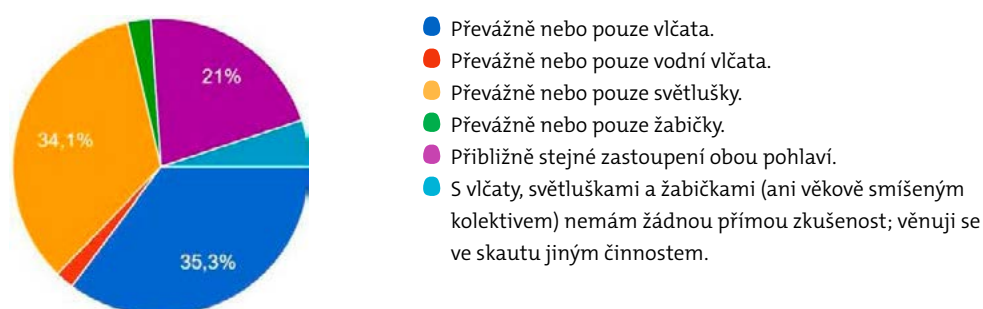 21%
34,1%
35,3%
Převážně nebo pouze vlčata.
Převážně nebo pouze vodní vlčata.
Převážně nebo pouze světlušky.
Převážně nebo pouze žabičky.
Přibližně stejné zastoupení obou pohlaví.
S vlčaty, světluškami a žabičkami (ani věkově smíšeným
kolektivem) nemám žádnou přímou zkušenost; věnuji se
ve skautu jiným činnostem.